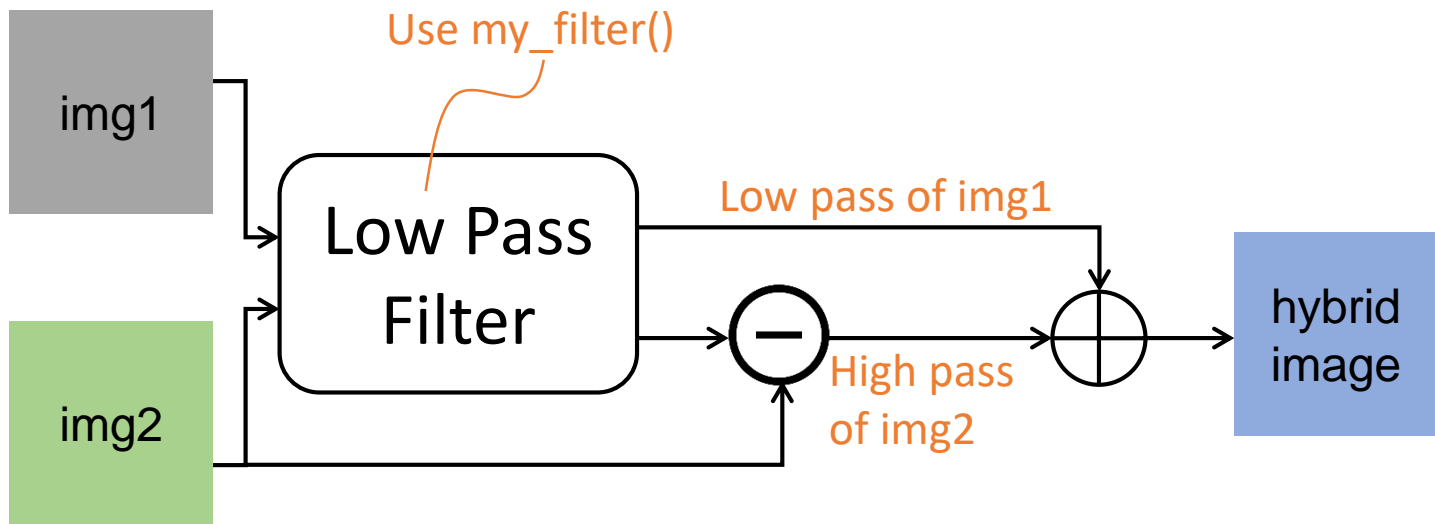 Use my_filter()
img1
Low Pass
Filter
Low pass of img1
img2
High pass
of img2
hybrid
image